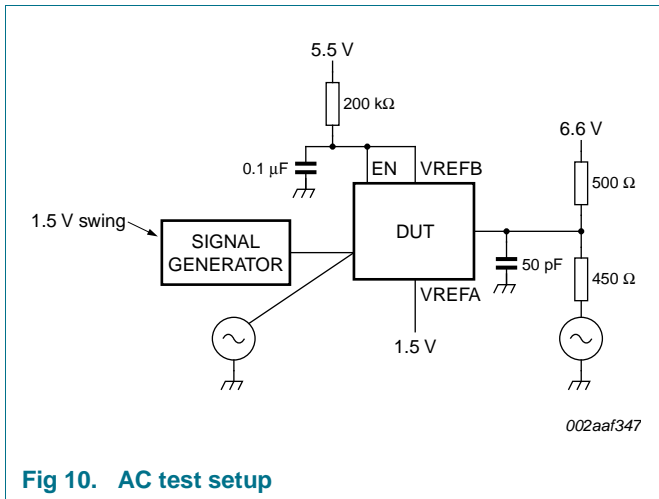 5.5 V
200 kΩ
6.6 V
0.1 μF
EN
VREFB
500 Ω
1.5 V swing
SIGNAL
GENERATOR
DUT
50 pF
450 Ω
VREFA
1.5 V
002aaf347
Fig 10. AC test setup